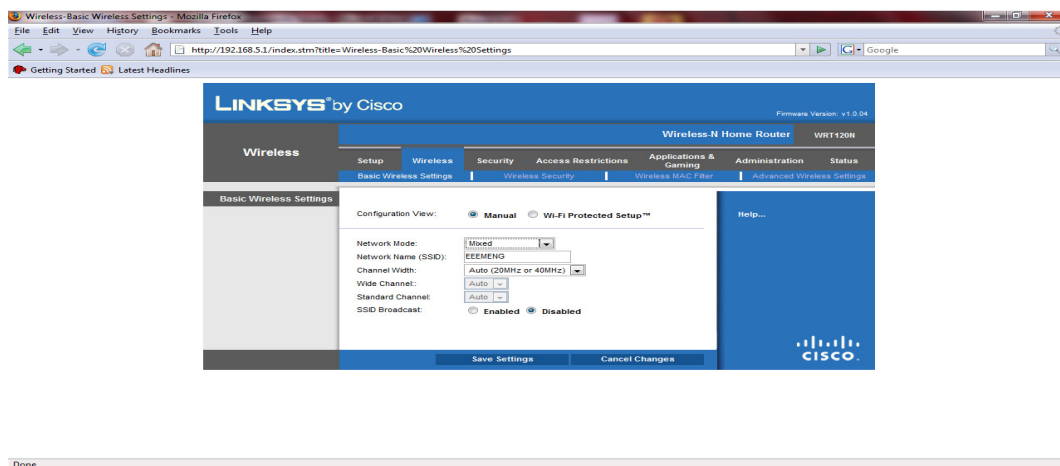 Wireless-Basic Wireless Settings - Mozilla Firefox
File Edit View History Bookmarks Tools Help
http://192.168.5.1/index.stm?title=Wireless-Basic%20Wireless%20Settings
G Google
Getting Started Latest Headlines
LINKSYS® by Cisco
Firmware Version: v1.0.04
Wireless-N Home Router WRT120N
Wireless
Setup Wireless Security Access Restrictions Applications & Gaming Administration Status
Basic Wireless Settings Wireless Security Wireless MAC Filter Advanced Wireless Settings
Basic Wireless Settings
Configuration View: Manual Wi-Fi Protected Setup™
Help...
Network Mode: Mixed
Network Name (SSID): EEEMENG
Channel Width: Auto (20MHz or 40MHz)
Wide Channel:: Auto
Standard Channel: Auto
SSID Broadcast: Enabled Disabled
CISCO.
Save Settings Cancel Changes
Done